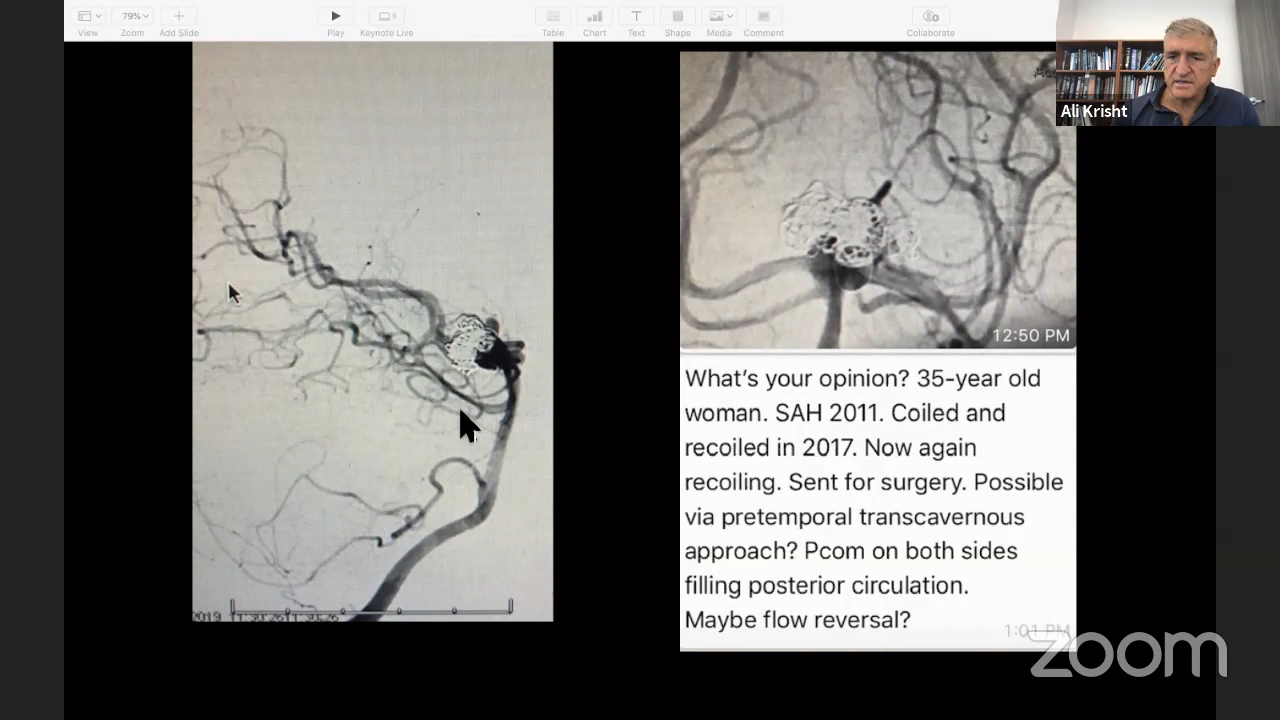 View
79%
Zoom
Add Slide
Play
Keynote Live
Table
Chart
Text
Shape
Media
Comment
Collaborate
Ali Krisht
12:50 PM
What's your opinion? 35-year old
woman. SAH 2011. Coiled and
recoiled in 2017. Now again
recoiling. Sent for surgery. Possible
via pretemporal transcavernous
approach? Pcom on both sides
filling posterior circulation.
Maybe flow reversal?
1:01 PM
zoom